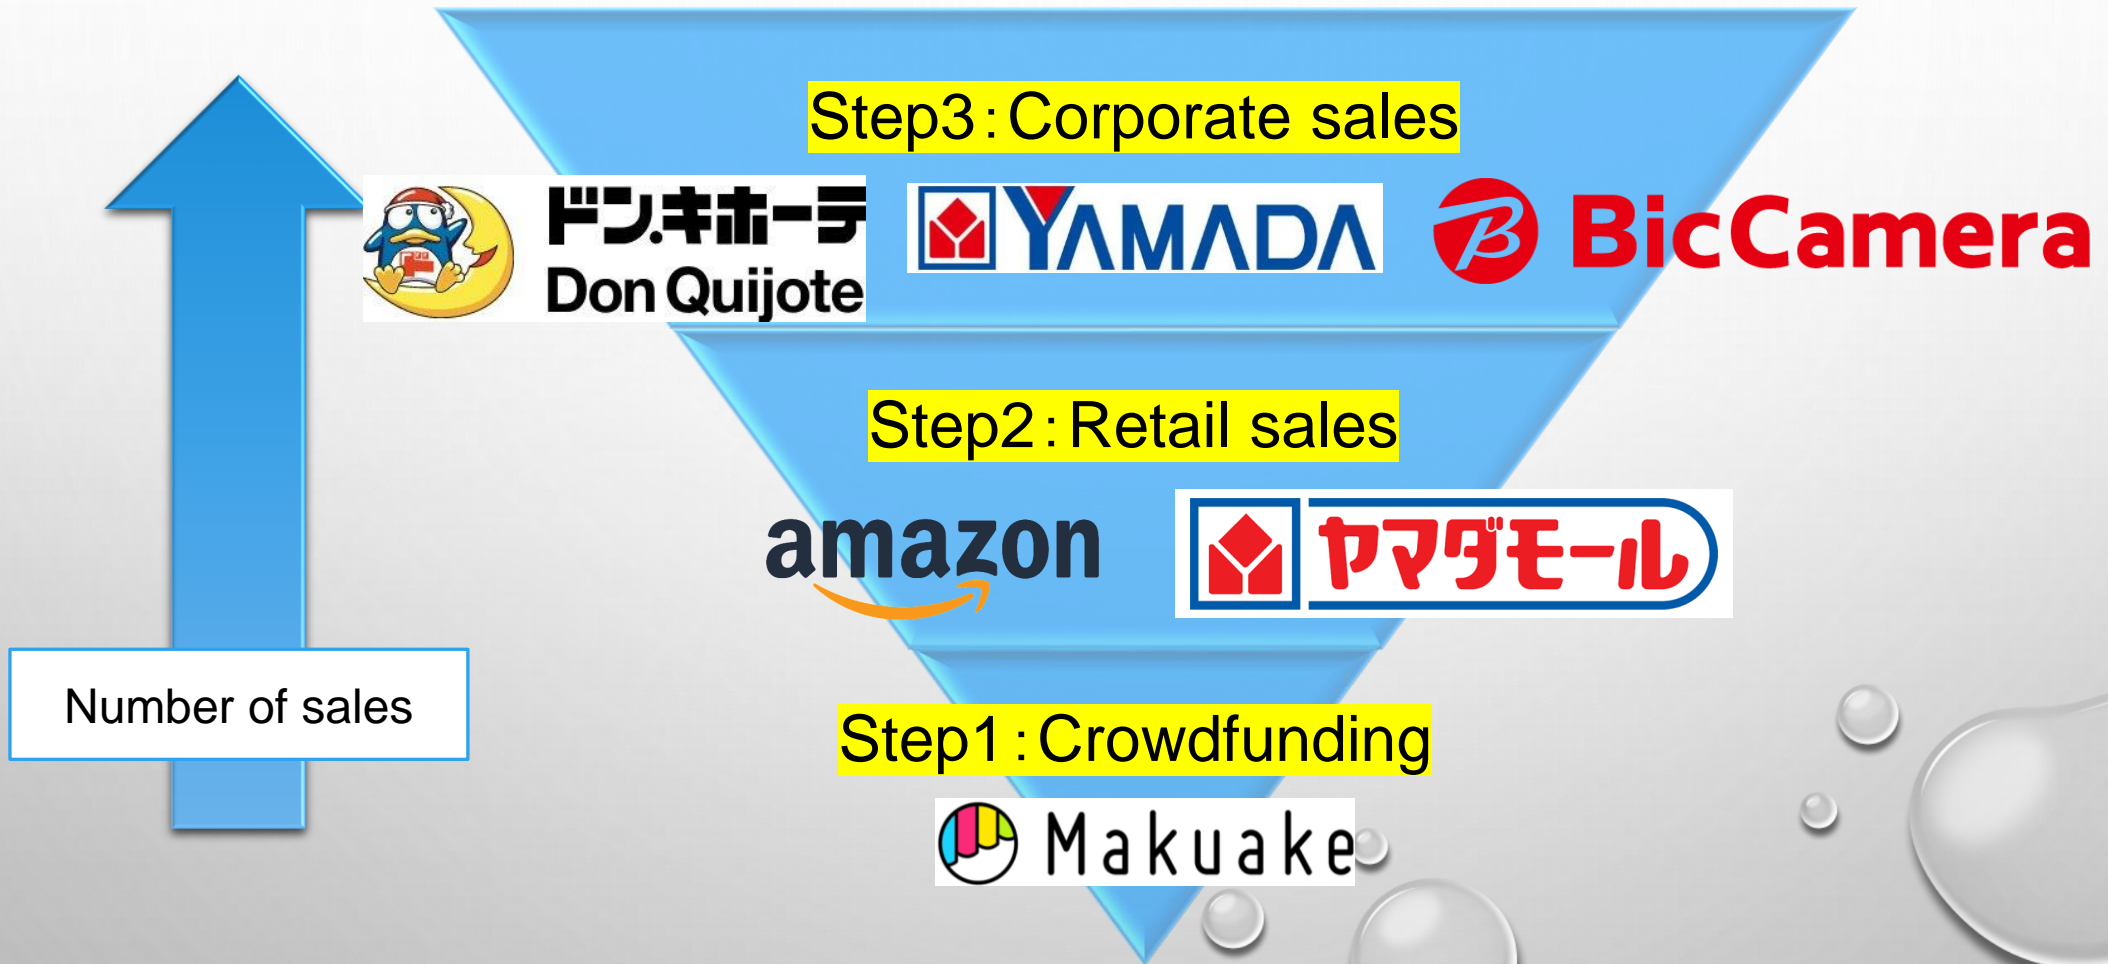 Step3：Corporate sales
ドン.キホーテ
Don Quijote
YAMADA
BicCamera
Step2：Retail sales
amazon
ヤマダモール
Number of sales
Step1：Crowdfunding
Makuake